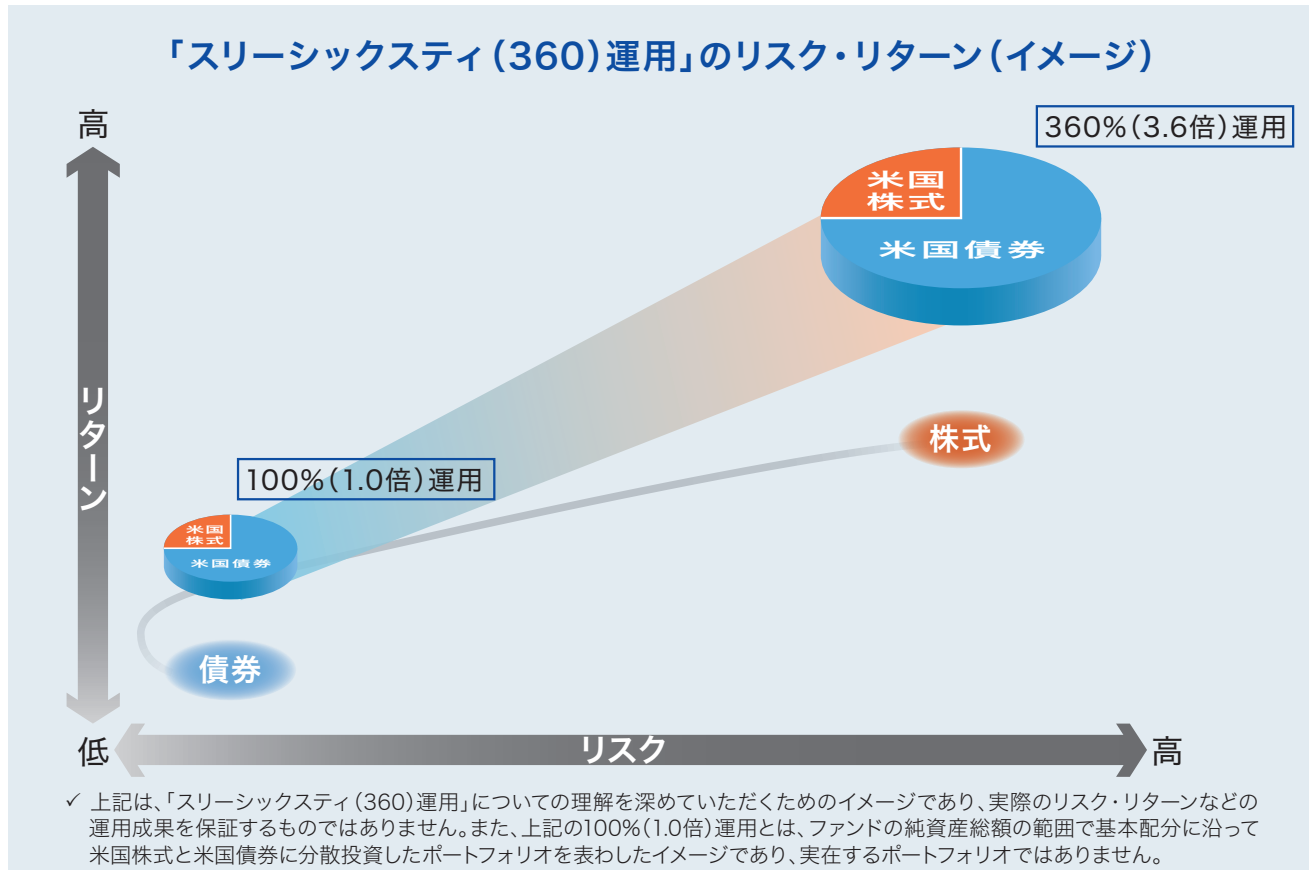 「スリーシックスティ(360)運用」のリスク・リターン(イメージ)
高
360%(3.6倍)運用
米国
株式
米国債券
リターン
株式
100%(1.0倍)運用
米国
株式
米国債券
債券
低
リスク
高
✓ 上記は、「スリーシックスティ(360)運用」についての理解を深めていただくためのイメージであり、実際のリスク・リターンなどの
運用成果を保証するものではありません。また、上記の100%(1.0倍)運用とは、ファンドの純資産総額の範囲で基本配分に沿って
米国株式と米国債券に分散投資したポートフォリオを表わしたイメージであり、実在するポートフォリオではありません。